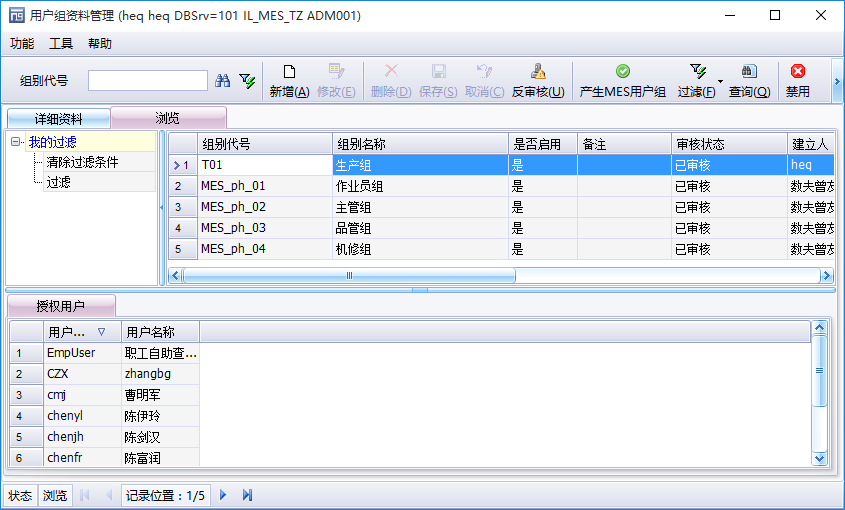 用户组资料管理 (heq heq DBSrv=101 IL_MES_TZ ADM001)
功能 工具 帮助
组别代号 新增(A) 修改(E) 删除(D) 保存(S) 取消(C) 反审核(U) 产生MES用户组 过滤(F) 查询(Q) 禁用
详细资料 浏览
我的过滤
清除过滤条件
过滤
组别代号 组别名称 是否启用 备注 审核状态 建立人
1 T01 生产组 是 已审核 heq
2 MES_ph_01 作业员组 是 已审核 数夫曾友
3 MES_ph_02 主管组 是 已审核 数夫曾友
4 MES_ph_03 品管组 是 已审核 数夫曾友
5 MES_ph_04 机修组 是 已审核 数夫曾友
授权用户
用户... 用户名称
1 EmpUser 职工自助查...
2 CZX zhangbg
3 cmj 曹明军
4 chenyl 陈伊玲
5 chenjh 陈剑汉
6 chenfr 陈富润
状态 浏览 记录位置：1/5